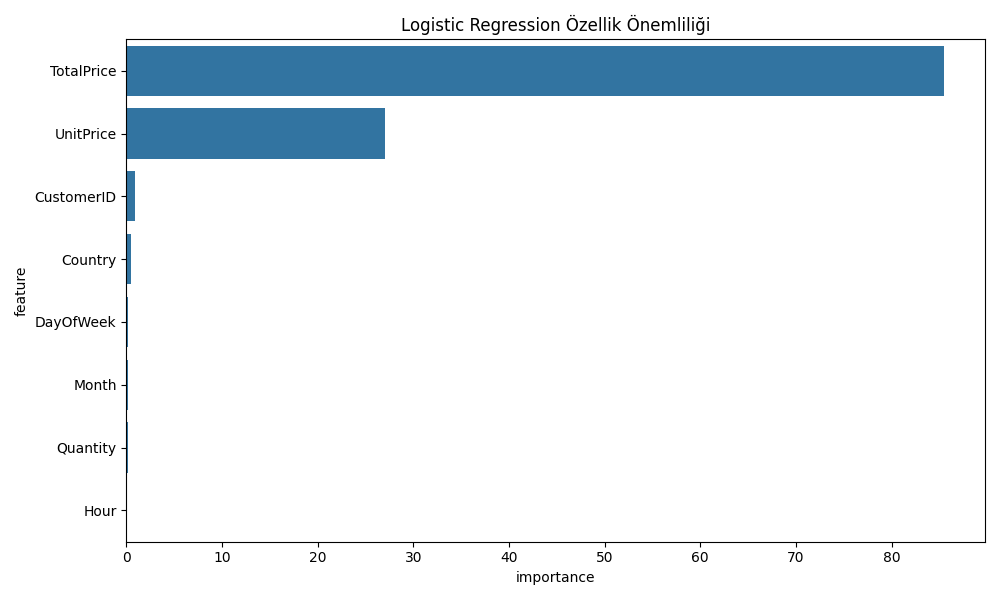 Logistic Regression Özellik Önemliliği
TotalPrice
UnitPrice
CustomerID
Country
DayOfWeek
Month
Quantity
Hour
feature
0 10 20 30 40 50 60 70 80
importance